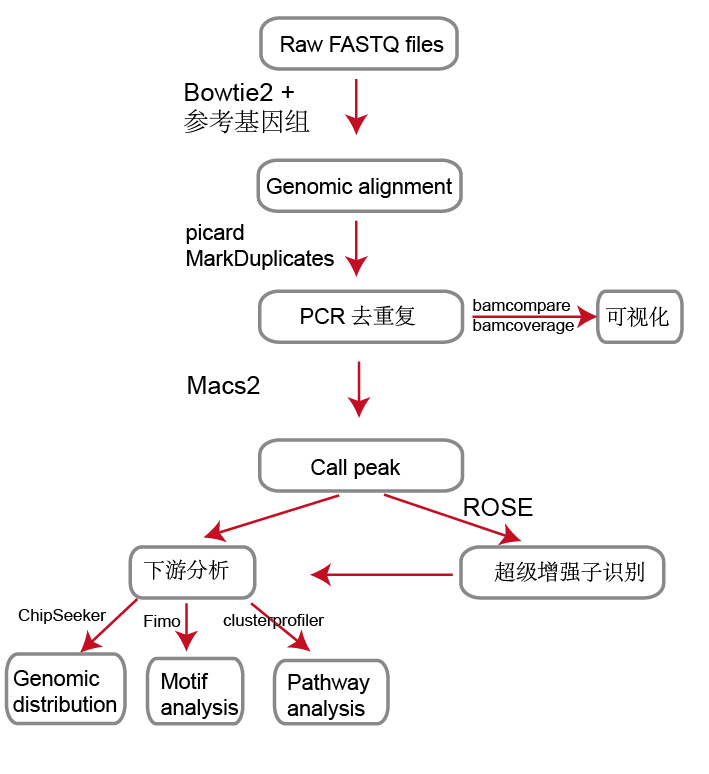 Raw FASTQ files
Bowtie2 +
参考基因组
Genomic alignment
picard
MarkDuplicates
PCR 去重复
bamcompare
bamcoverage
可视化
Macs2
Call peak
ROSE
下游分析
超级增强子识别
ChipSeeker
Fimo
clusterprofiler
Genomic
distribution
Motif
analysis
Pathway
analysis